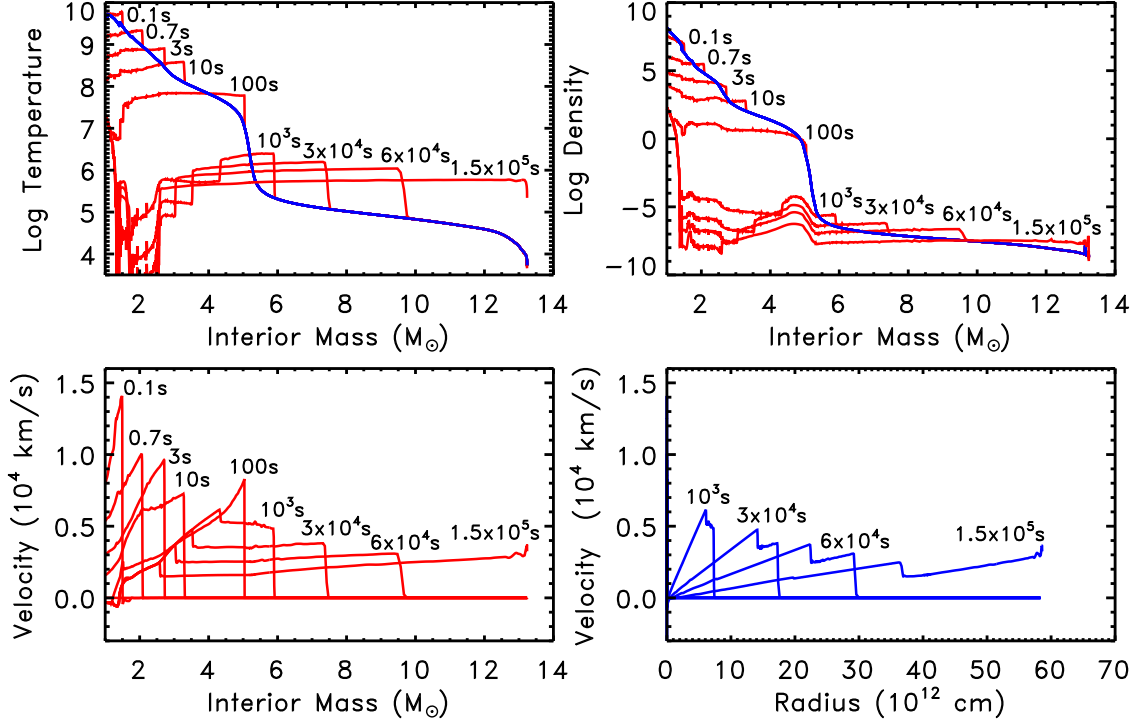 Log Temperature
10
9
8
7
6
5
4
0.1s
0.7s
3s
10s
100s
10³s
3x10⁴s
6x10⁴s
1.5x10⁵s
2 4 6 8 10 12 14
Interior Mass (M☉)
Log Density
10
5
0
−5
−10
0.1s
0.7s
3s
10s
100s
10³s
3x10⁴s
6x10⁴s
1.5x10⁵s
2 4 6 8 10 12 14
Interior Mass (M☉)
Velocity (10⁴ km/s)
1.5
1.0
0.5
0.0
0.1s
0.7s
3s
10s
100s
10³s
3x10⁴s
6x10⁴s
1.5x10⁵s
2 4 6 8 10 12 14
Interior Mass (M☉)
Velocity (10⁴ km/s)
1.5
1.0
0.5
0.0
10³s
3x10⁴s
6x10⁴s
1.5x10⁵s
0 10 20 30 40 50 60 70
Radius (10¹² cm)